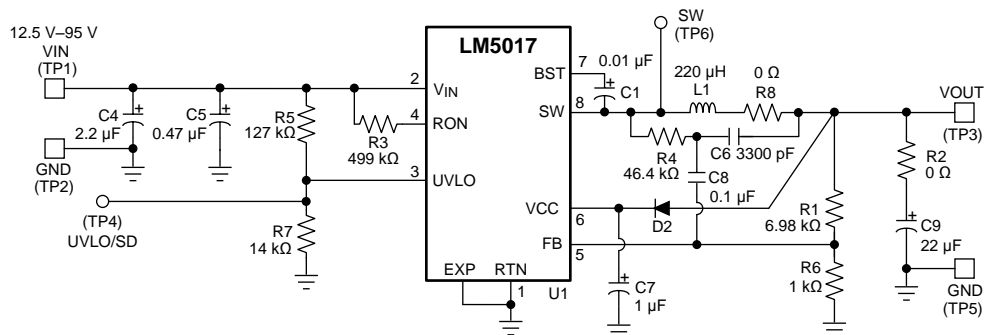 12.5 V–95 V
VIN
(TP1)
C4
2.2 µF
+
C5
0.47 µF
+
GND
(TP2)
R5
127 kΩ
R3
499 kΩ
(TP4)
UVLO/SD
R7
14 kΩ
LM5017
2
VIN
4
RON
3
UVLO
BST
7
SW
8
VCC
6
FB
5
EXP
RTN
1
U1
0.01 µF
+
C1
SW
(TP6)
220 µH
L1
0 Ω
R8
R4
46.4 kΩ
C6
3300 pF
C8
0.1 µF
D2
+
C7
1 µF
R1
6.98 kΩ
R6
1 kΩ
VOUT
(TP3)
R2
0Ω
+
C9
22 µF
GND
(TP5)